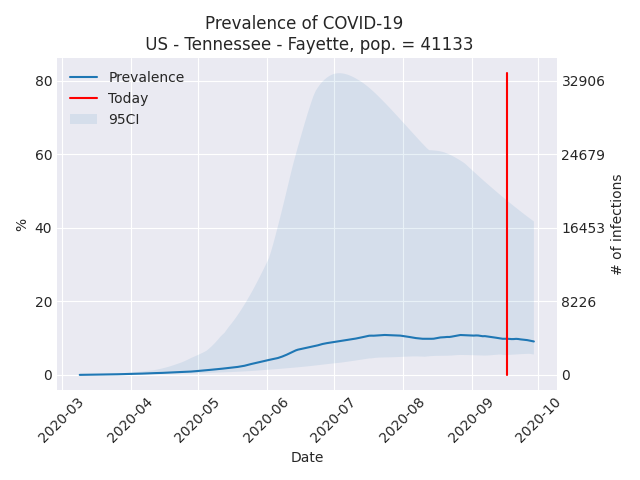 Prevalence of COVID-19
US - Tennessee - Fayette, pop. = 41133
Prevalence
Today
95CI
80
60
40
20
0
%
32906
24679
16453
8226
0
# of infections
2020-03
2020-04
2020-05
2020-06
2020-07
2020-08
2020-09
2020-10
Date